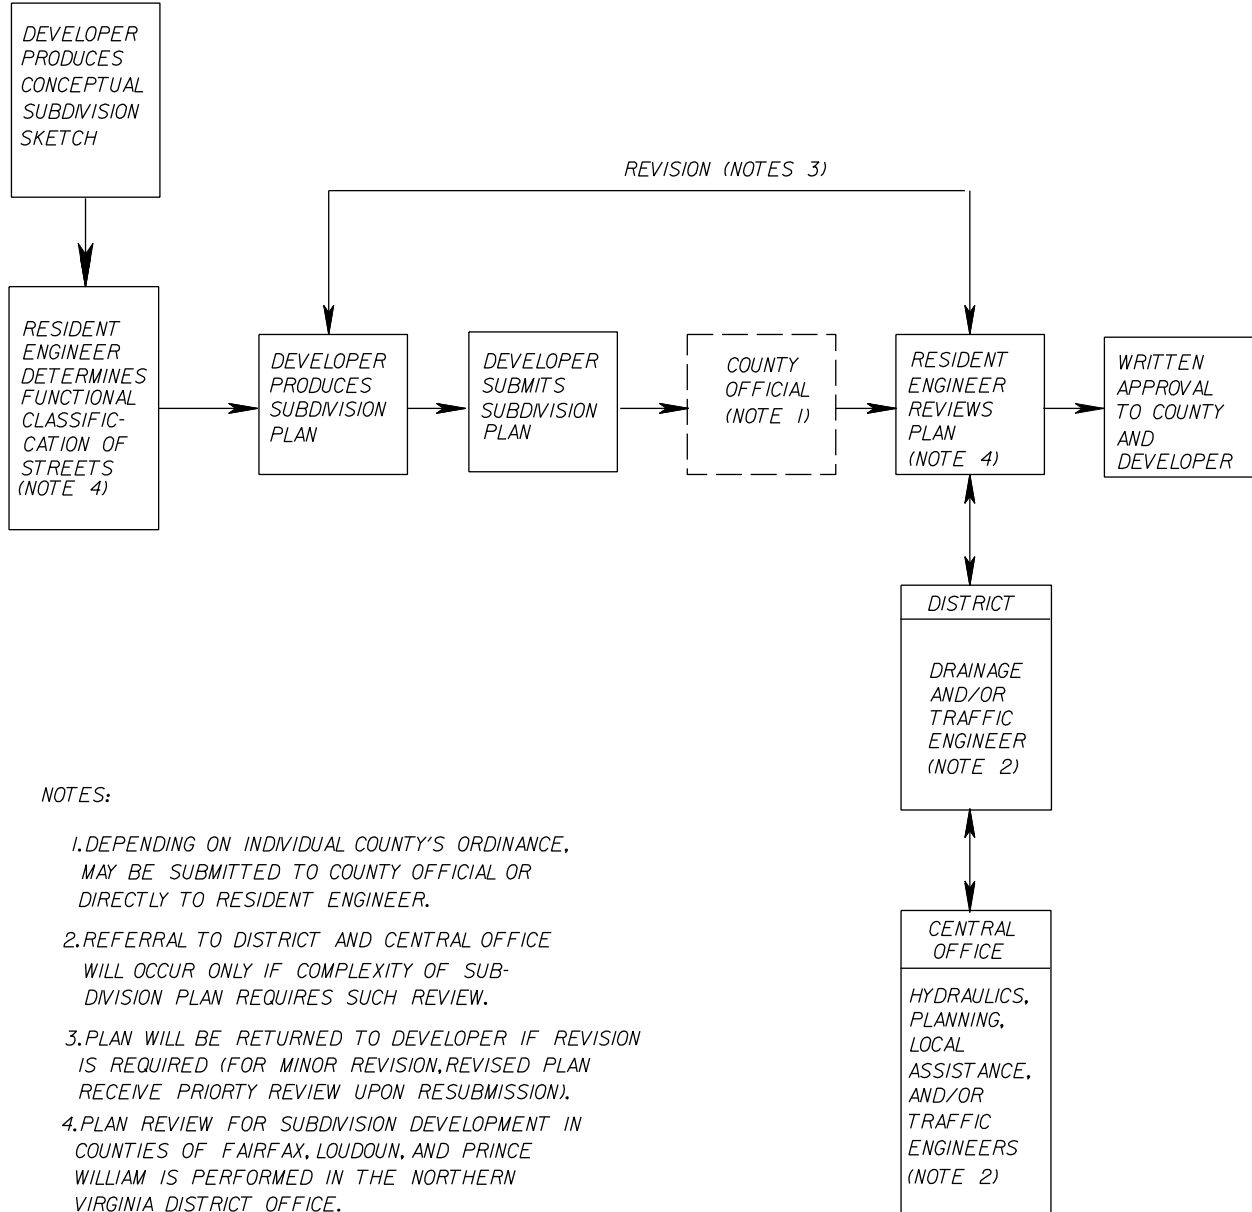 DEVELOPER
PRODUCES
CONCEPTUAL
SUBDIVISION
SKETCH
REVISION (NOTES 3)
RESIDENT
ENGINEER
DETERMINES
FUNCTIONAL
CLASSIFIC-
CATION OF
STREETS
(NOTE 4)
DEVELOPER
PRODUCES
SUBDIVISION
PLAN
DEVELOPER
SUBMITS
SUBDIVISION
PLAN
COUNTY
OFFICIAL
(NOTE 1)
RESIDENT
ENGINEER
REVIEWS
PLAN
(NOTE 4)
WRITTEN
APPROVAL
TO COUNTY
AND
DEVELOPER
DISTRICT
DRAINAGE
AND/OR
TRAFFIC
ENGINEER
(NOTE 2)
CENTRAL
OFFICE
HYDRAULICS,
PLANNING,
LOCAL
ASSISTANCE,
AND/OR
TRAFFIC
ENGINEERS
(NOTE 2)
NOTES:
1.DEPENDING ON INDIVIDUAL COUNTY'S ORDINANCE,
MAY BE SUBMITTED TO COUNTY OFFICIAL OR
DIRECTLY TO RESIDENT ENGINEER.
2.REFERRAL TO DISTRICT AND CENTRAL OFFICE
WILL OCCUR ONLY IF COMPLEXITY OF SUB-
DIVISION PLAN REQUIRES SUCH REVIEW.
3.PLAN WILL BE RETURNED TO DEVELOPER IF REVISION
IS REQUIRED (FOR MINOR REVISION,REVISED PLAN
RECEIVE PRIORTY REVIEW UPON RESUBMISSION).
4.PLAN REVIEW FOR SUBDIVISION DEVELOPMENT IN
COUNTIES OF FAIRFAX, LOUDOUN, AND PRINCE
WILLIAM IS PERFORMED IN THE NORTHERN
VIRGINIA DISTRICT OFFICE.